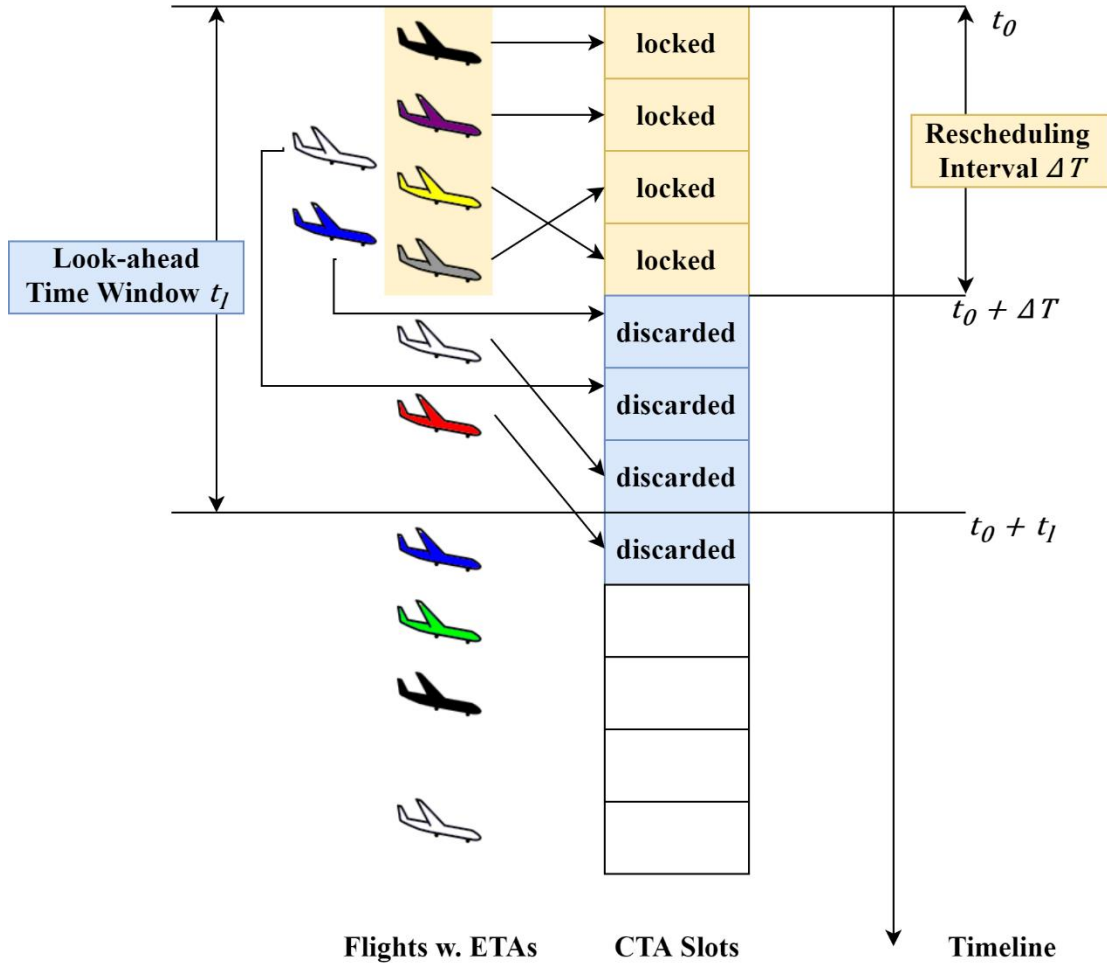 t₀
locked
locked
locked
locked
Rescheduling
Interval ΔT
Look-ahead
Time Window tₗ
t₀ + ΔT
discarded
discarded
discarded
t₀ + tₗ
discarded
Flights w. ETAs
CTA Slots
Timeline